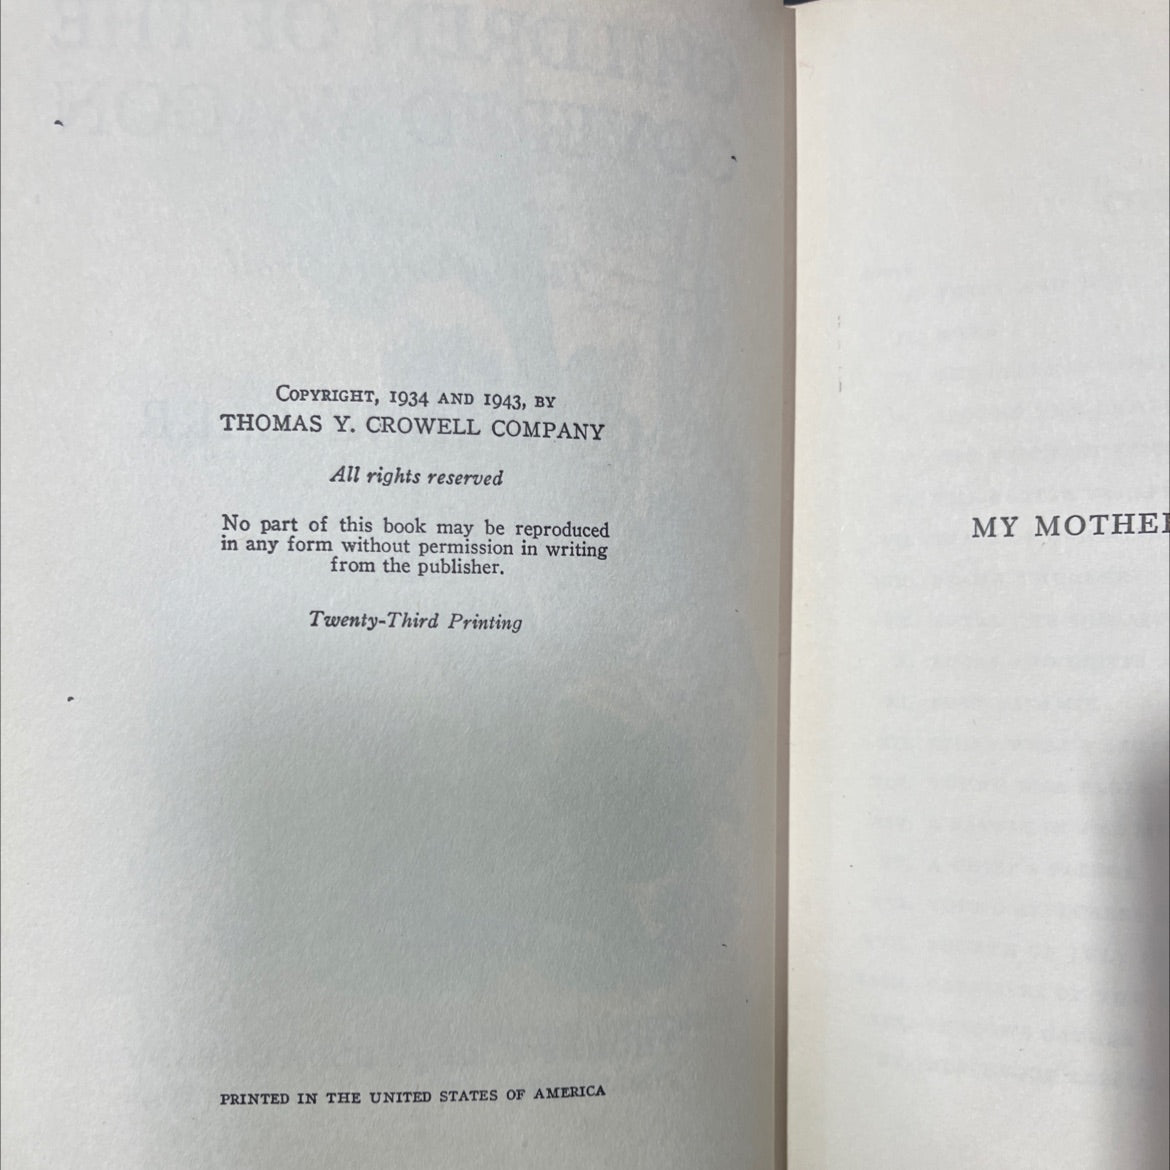 COPYRIGHT, 1934 AND 1943, BY
THOMAS Y. CROWELL COMPANY
All rights reserved
No part of this book may be reproduced
in any form without permission in writing
from the publisher.
Twenty-Third Printing
PRINTED IN THE UNITED STATES OF AMERICA
MY MOTHER